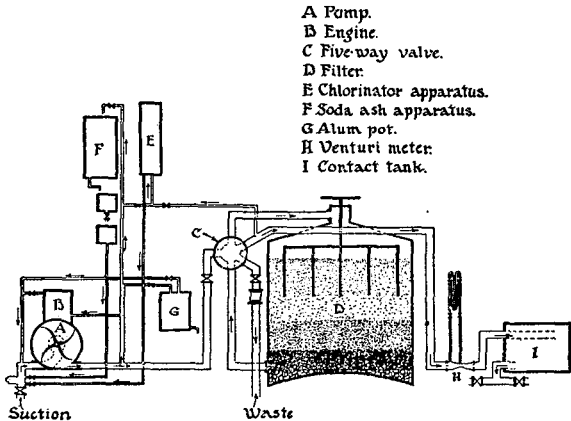 A Pump.
B Engine.
C Five-way valve.
D Filter.
E Chlorinator apparatus.
F Soda ash apparatus.
G Alum pot.
H Venturi meter.
I Contact tank.
F
E
C
D
B
A
G
I
H
Suction
Waste